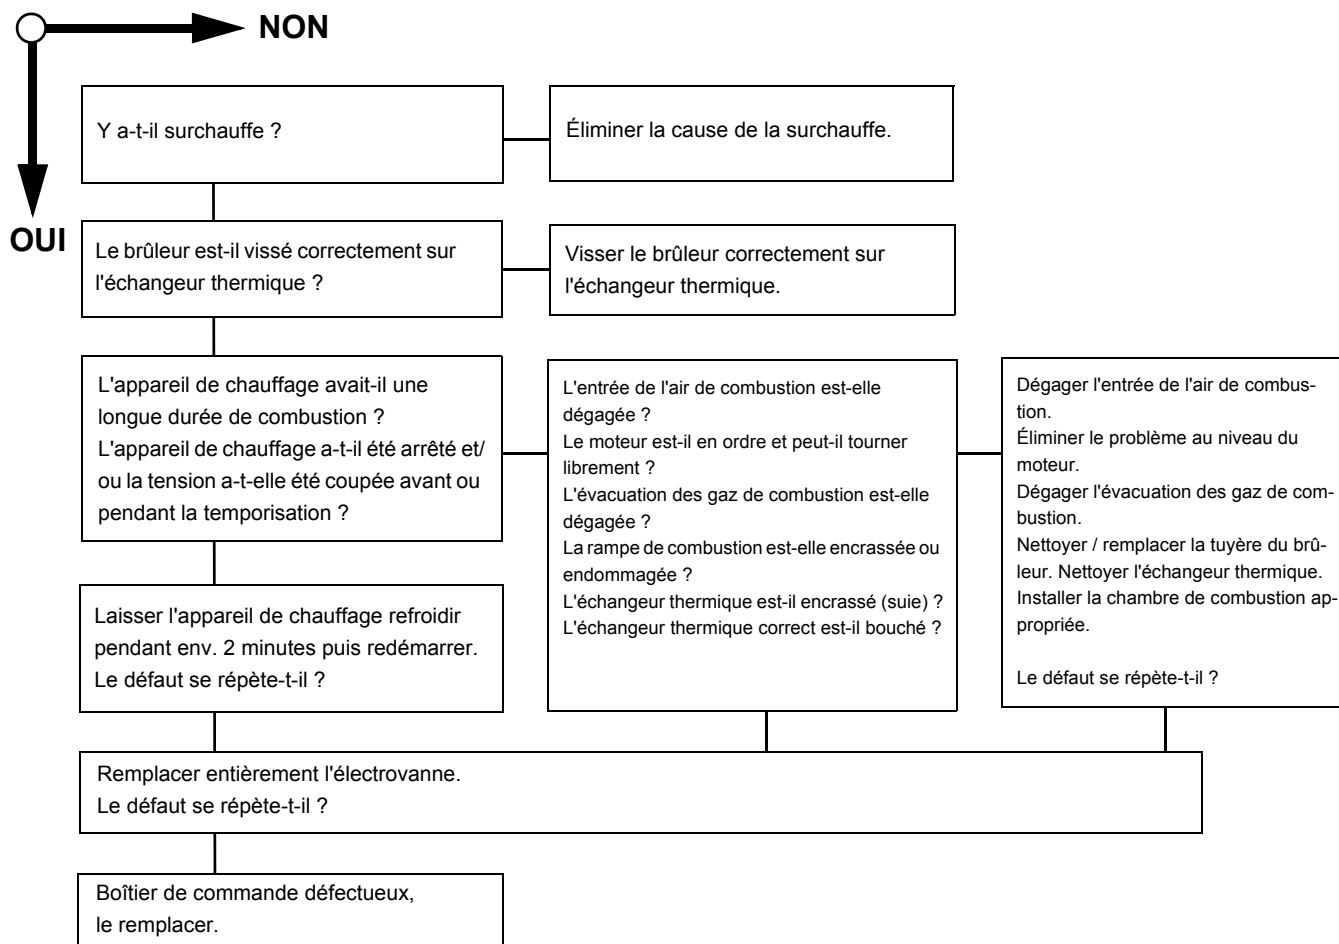 NON
OUI
Y a-t-il surchauffe ?
Éliminer la cause de la surchauffe.
Le brûleur est-il vissé correctement sur
l'échangeur thermique ?
Visser le brûleur correctement sur
l'échangeur thermique.
L'appareil de chauffage avait-il une
longue durée de combustion ?
L'appareil de chauffage a-t-il été arrêté et/
ou la tension a-t-elle été coupée avant ou
pendant la temporisation ?
L'entrée de l'air de combustion est-elle
dégagée ?
Le moteur est-il en ordre et peut-il tourner
librement ?
L'évacuation des gaz de combustion est-elle
dégagée ?
La rampe de combustion est-elle encrassée ou
endommagée ?
L'échangeur thermique est-il encrassé (suie) ?
L'échangeur thermique correct est-il bouché ?
Dégager l'entrée de l'air de combus-
tion.
Éliminer le problème au niveau du
moteur.
Dégager l'évacuation des gaz de com-
bustion.
Nettoyer / remplacer la tuyère du brû-
leur. Nettoyer l'échangeur thermique.
Installer la chambre de combustion ap-
propriée.
Le défaut se répète-t-il ?
Laisser l'appareil de chauffage refroidir
pendant env. 2 minutes puis redémarrer.
Le défaut se répète-t-il ?
Remplacer entièrement l'électrovanne.
Le défaut se répète-t-il ?
Boîtier de commande défectueux,
le remplacer.